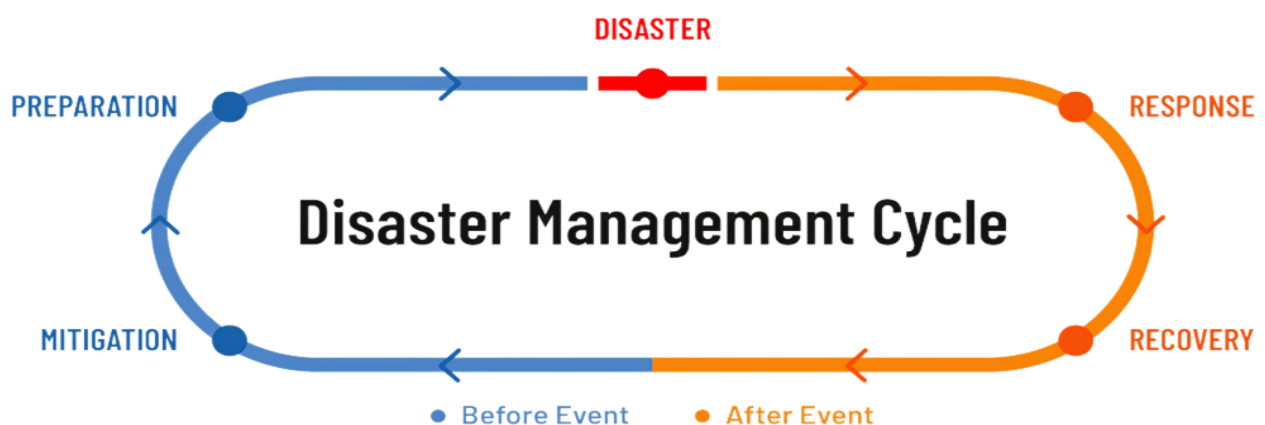 DISASTER
PREPARATION
RESPONSE
Disaster Management Cycle
MITIGATION
RECOVERY
Before Event
After Event